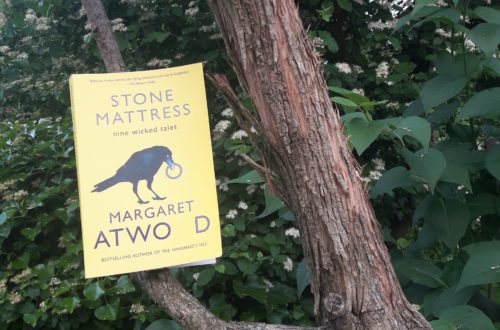 STONE
MATTRESS
nine wicked tales
MARGARET
ATWO D
BESTSELLING AUTHOR OF THE HANDMAID'S TALE